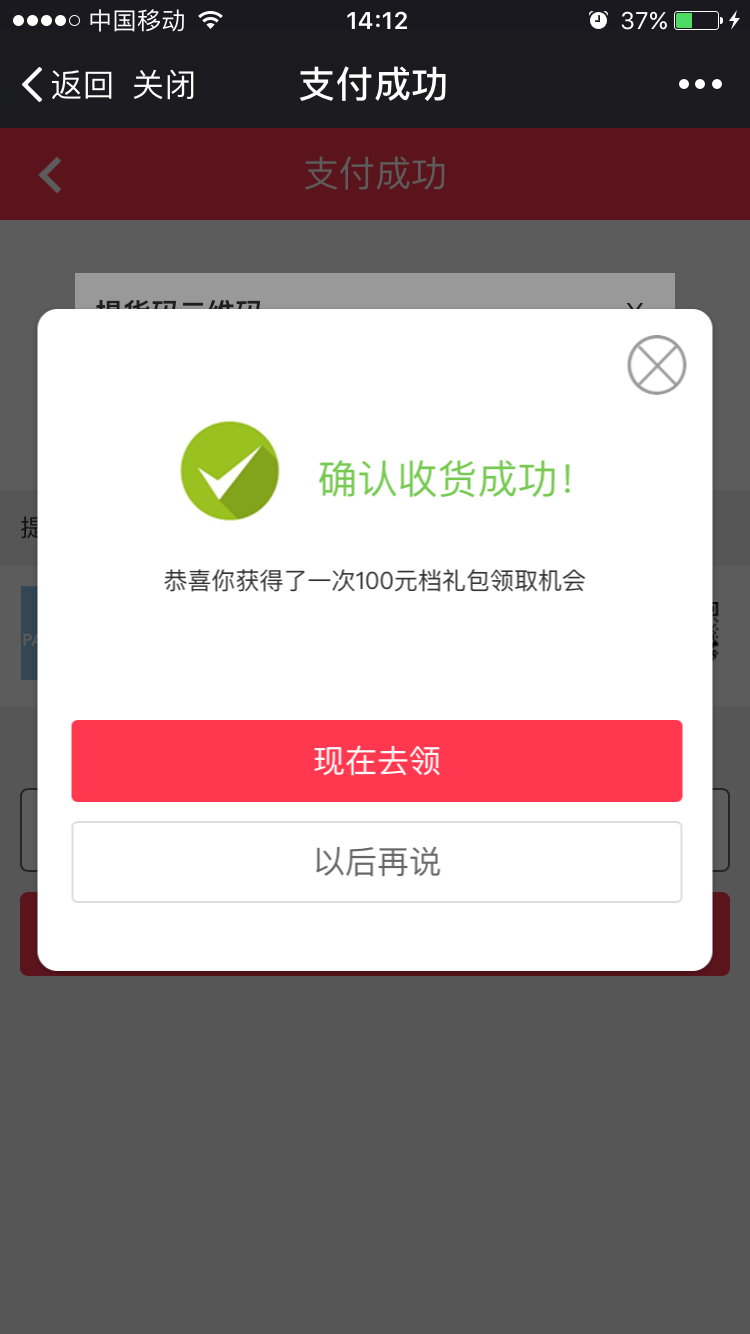 中国移动 14:12 37%
返回 关闭 支付成功
支付成功
提货码二维码 X
确认收货成功！
恭喜你获得了一次100元档礼包领取机会
提
PA
现在去领
以后再说